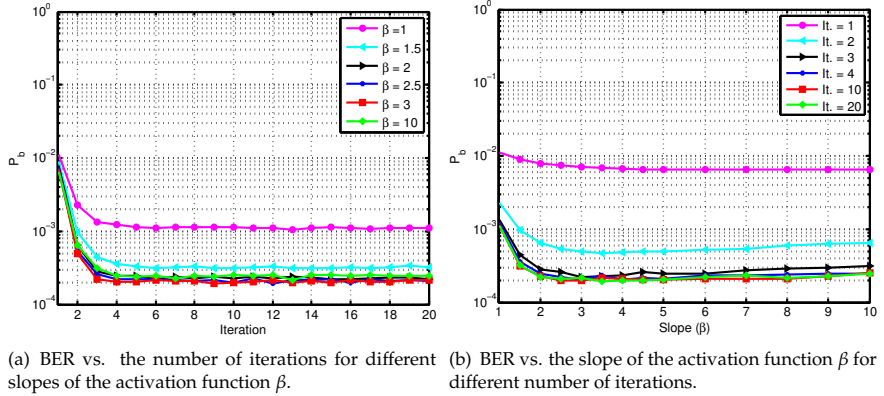 10^0
10^-1
10^-2
10^-3
10^-4
P_b
2 4 6 8 10 12 14 16 18 20
Iteration
β =1
β = 1.5
β = 2
β = 2.5
β = 3
β = 10
(a) BER vs. the number of iterations for different
slopes of the activation function β.
10^0
10^-1
10^-2
10^-3
10^-4
P_b
1 2 3 4 5 6 7 8 9 10
Slope (β)
It. = 1
It. = 2
It. = 3
It. = 4
It. = 10
It. = 20
(b) BER vs. the slope of the activation function β for
different number of iterations.